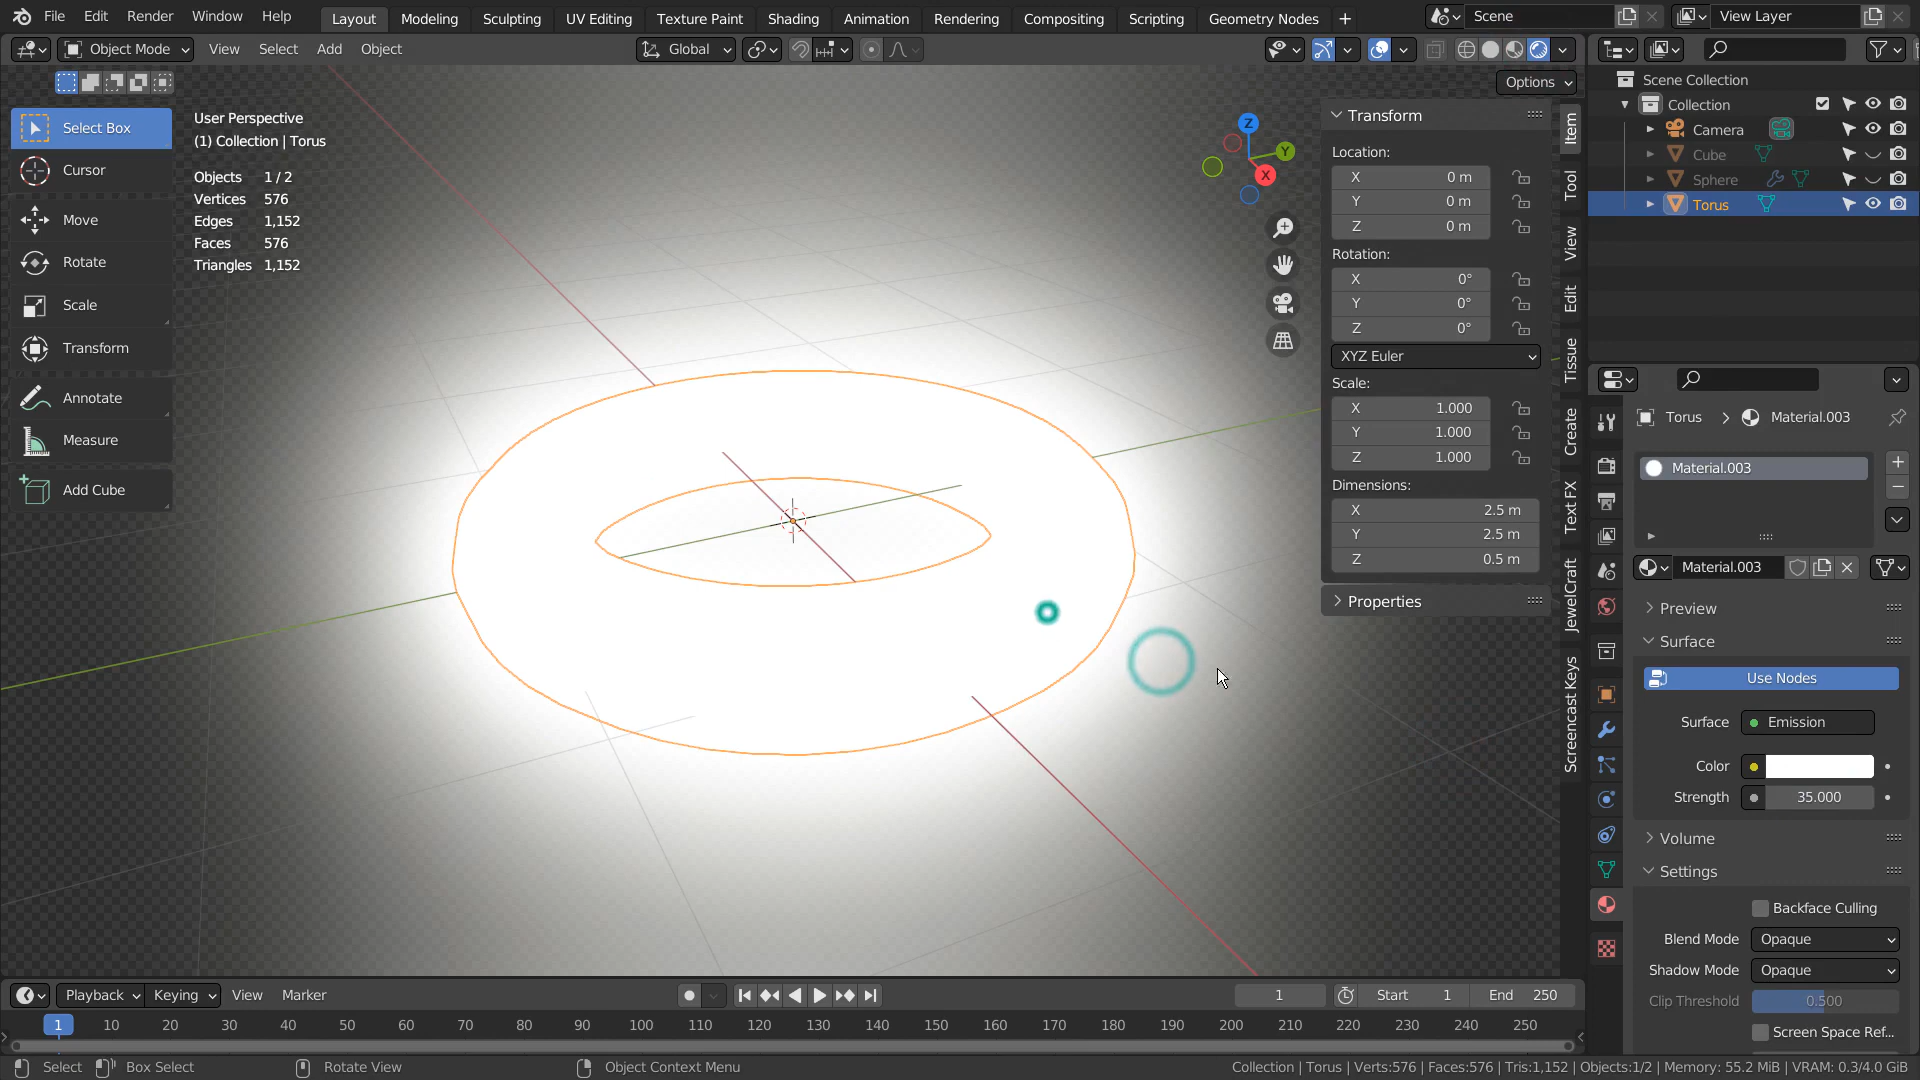 File Edit Render Window Help Layout Modeling Sculpting UV Editing Texture Paint Shading Animation Rendering Compositing Scripting Geometry Nodes + Scene View Layer
Object Mode View Select Add Object Global
Options
Select Box
Cursor
Move
Rotate
Scale
Transform
Annotate
Measure
Add Cube
User Perspective
(1) Collection | Torus
Objects 1 / 2
Vertices 576
Edges 1,152
Faces 576
Triangles 1,152
Z
Y
X
Transform
Location:
X 0 m
Y 0 m
Z 0 m
Rotation:
X 0°
Y 0°
Z 0°
XYZ Euler
Scale:
X 1.000
Y 1.000
Z 1.000
Dimensions:
X 2.5 m
Y 2.5 m
Z 0.5 m
Properties
Item
Tool
View
Edit
Tissue
Create
Text FX
JewelCraft
Screencast Keys
Scene Collection
Collection
Camera
Cube
Sphere
Torus
Torus > Material.003
Material.003
Material.003
Preview
Surface
Use Nodes
Surface Emission
Color
Strength 35.000
Volume
Settings
Backface Culling
Blend Mode Opaque
Shadow Mode Opaque
Clip Threshold 0.500
Screen Space Ref...
Playback Keying View Marker 1 Start 1 End 250
1 10 20 30 40 50 60 70 80 90 100 110 120 130 140 150 160 170 180 190 200 210 220 230 240 250
Select Box Select Rotate View Object Context Menu Collection | Torus | Verts:576 | Faces:576 | Tris:1,152 | Objects:1/2 | Memory: 55.2 MiB | VRAM: 0.3/4.0 GiB